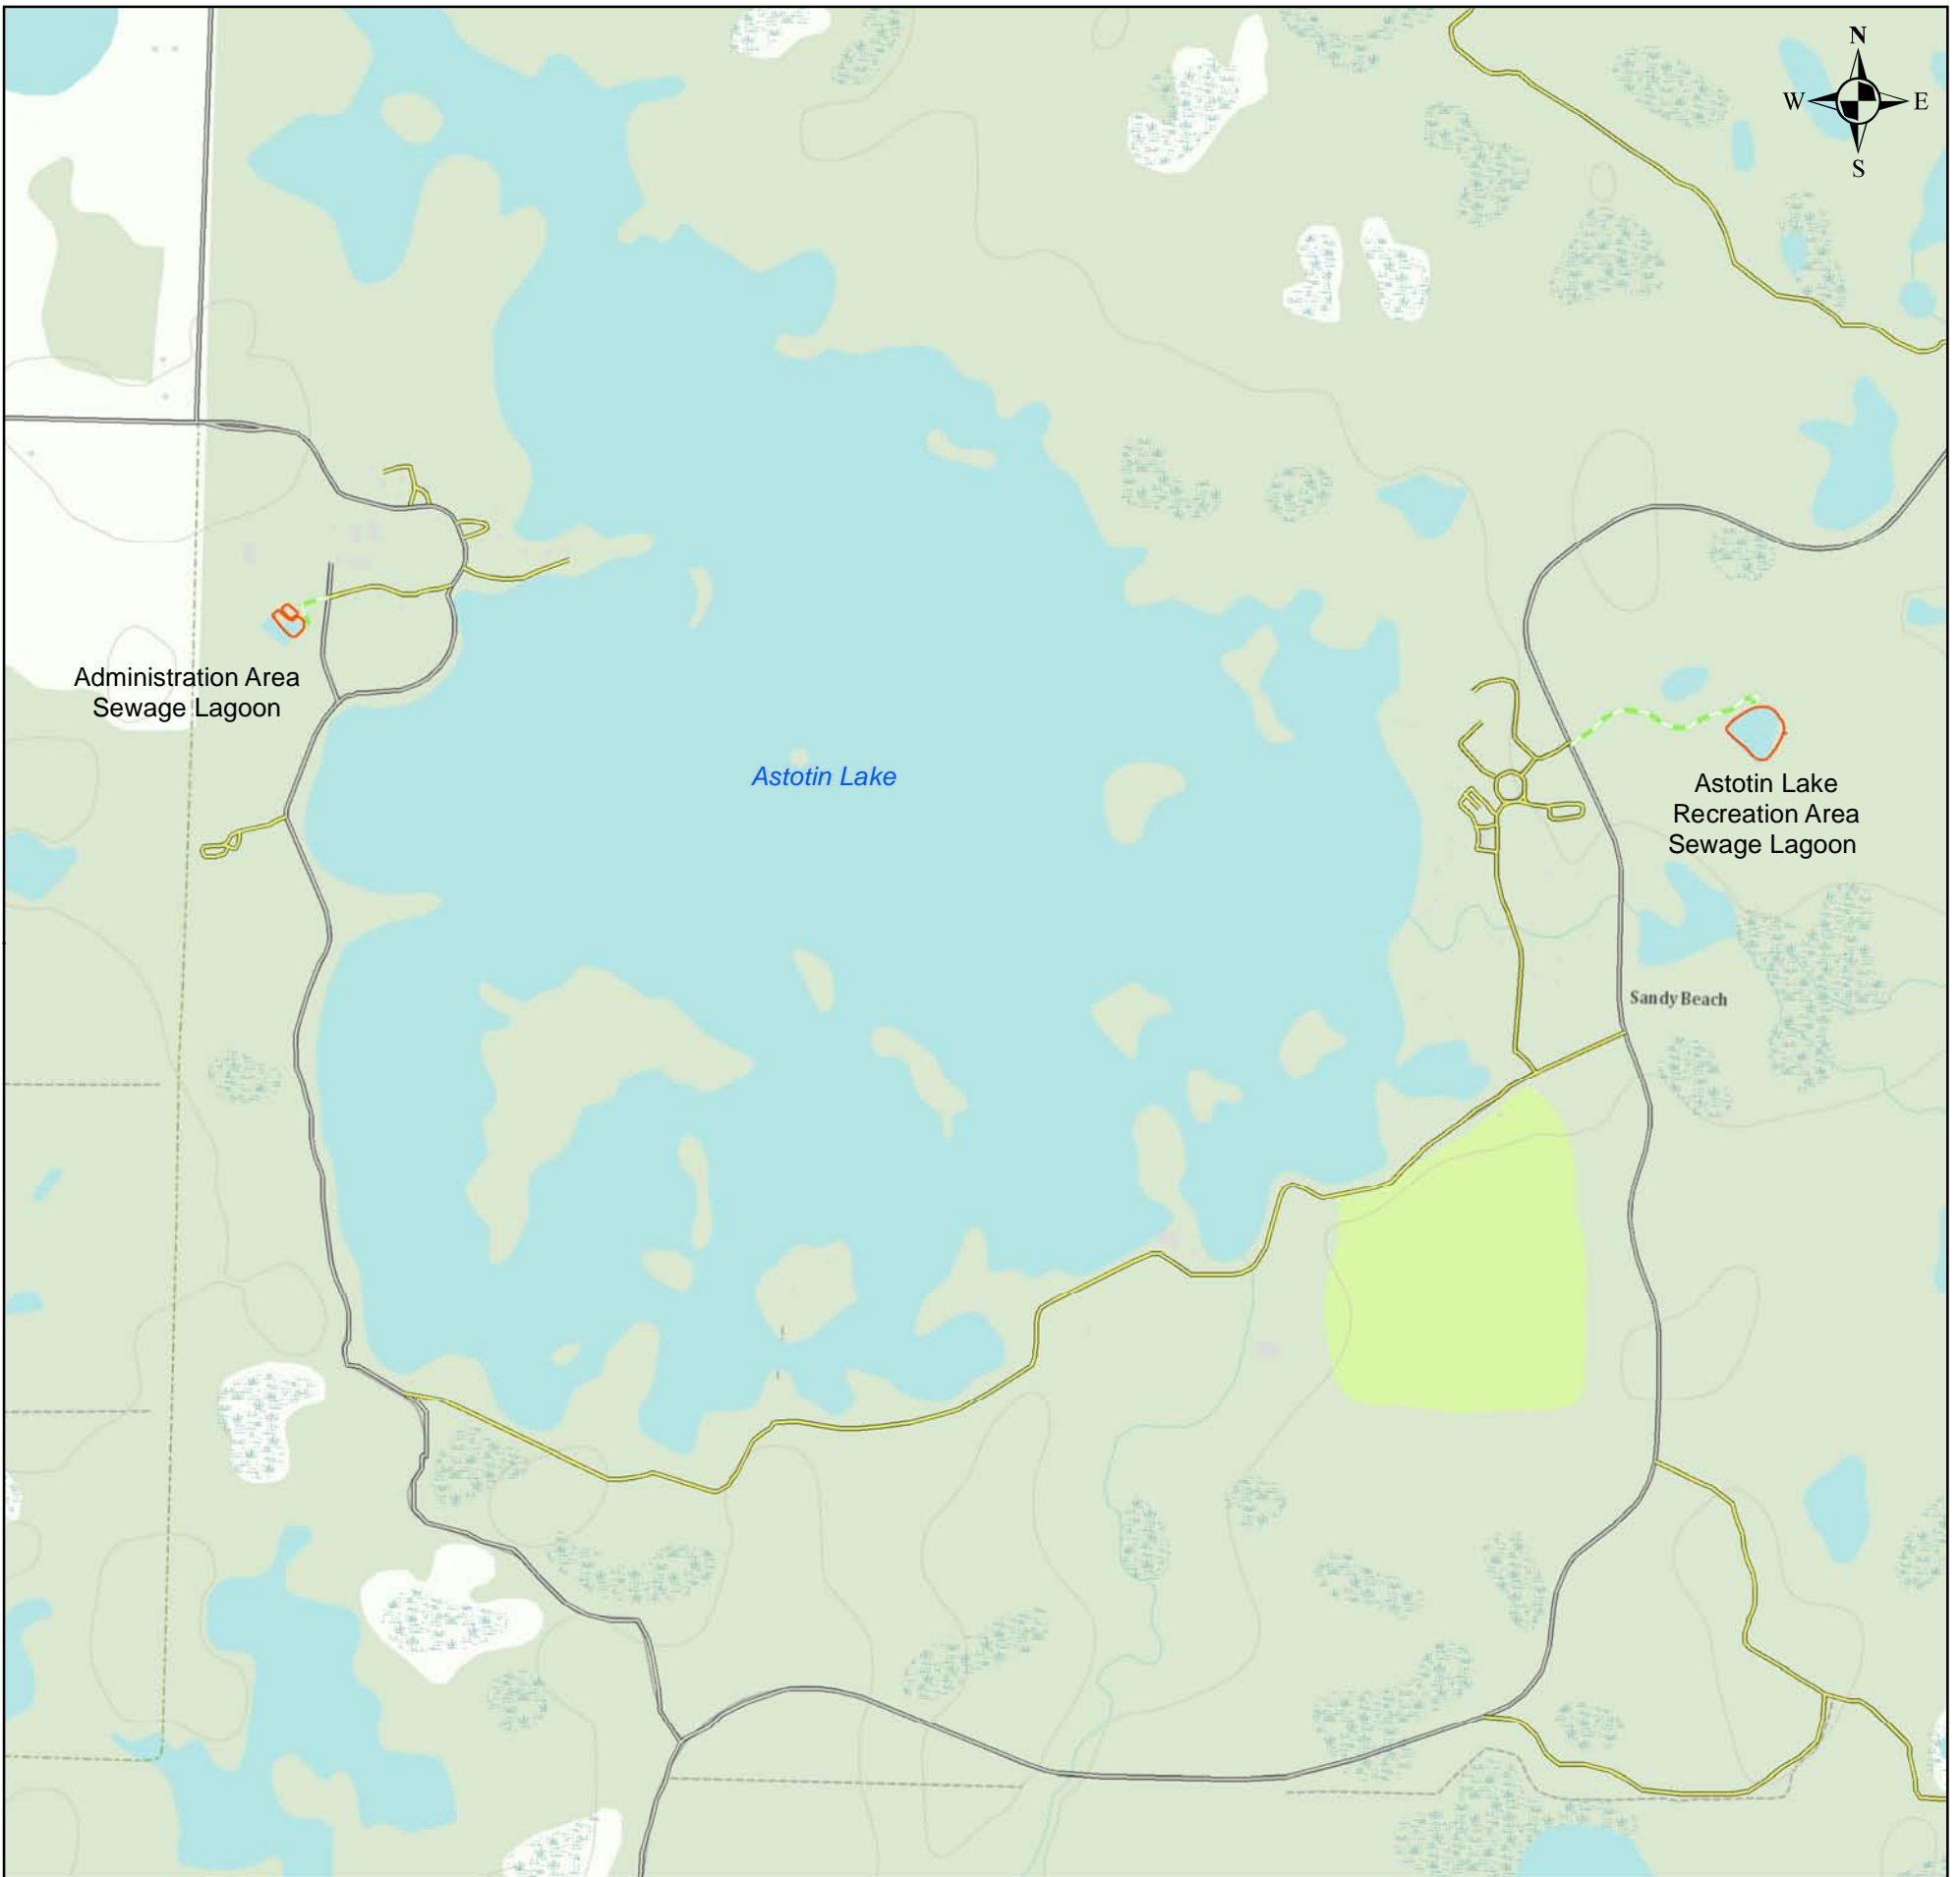 N
W E
S
Administration Area
Sewage Lagoon
Astotin Lake
Astotin Lake
Recreation Area
Sewage Lagoon
Sandy Beach